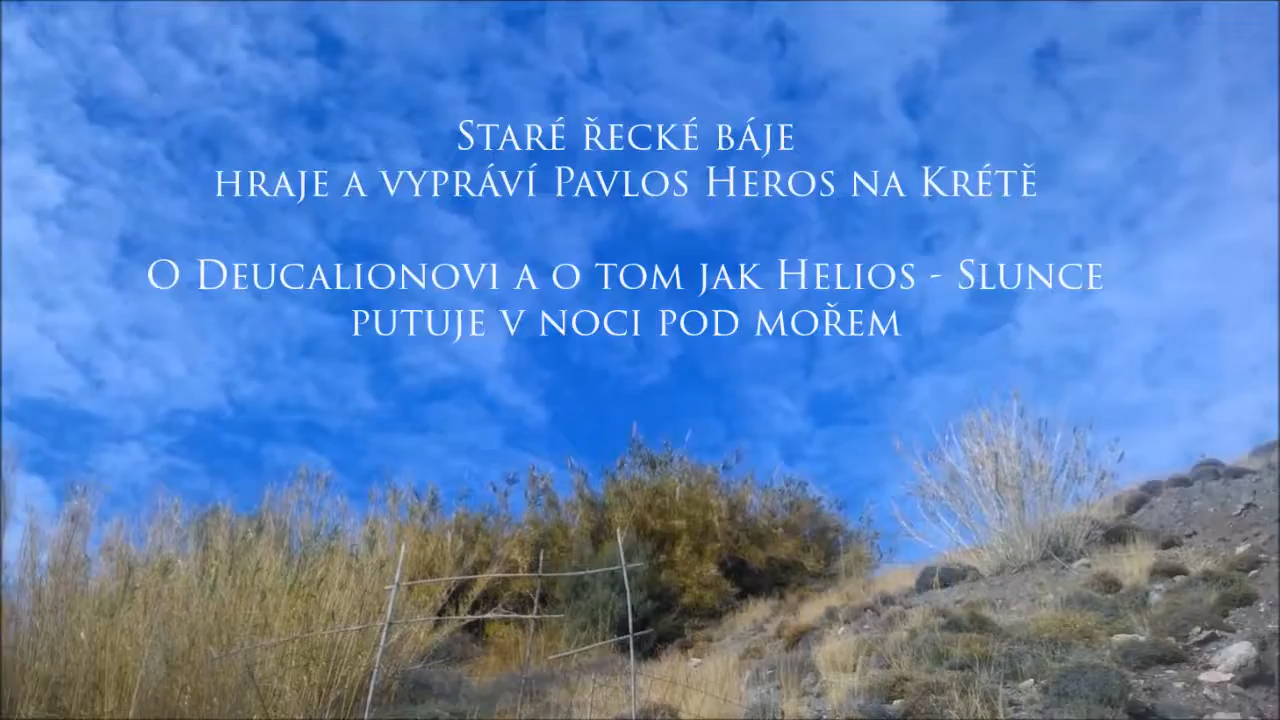 Staré řecké báje
hraje a vypráví Pavlos Heros na Krétě
O Deucalionovi a o tom jak Helios - Slunce
putuje v noci pod mořem